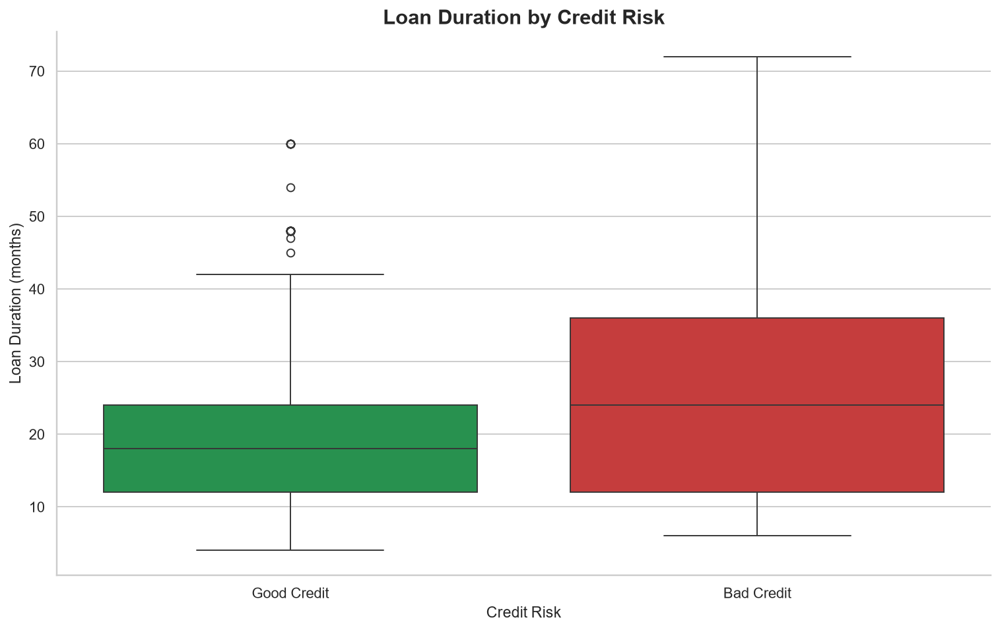 Loan Duration by Credit Risk
Loan Duration (months)
70
60
50
40
30
20
10
Good Credit
Bad Credit
Credit Risk